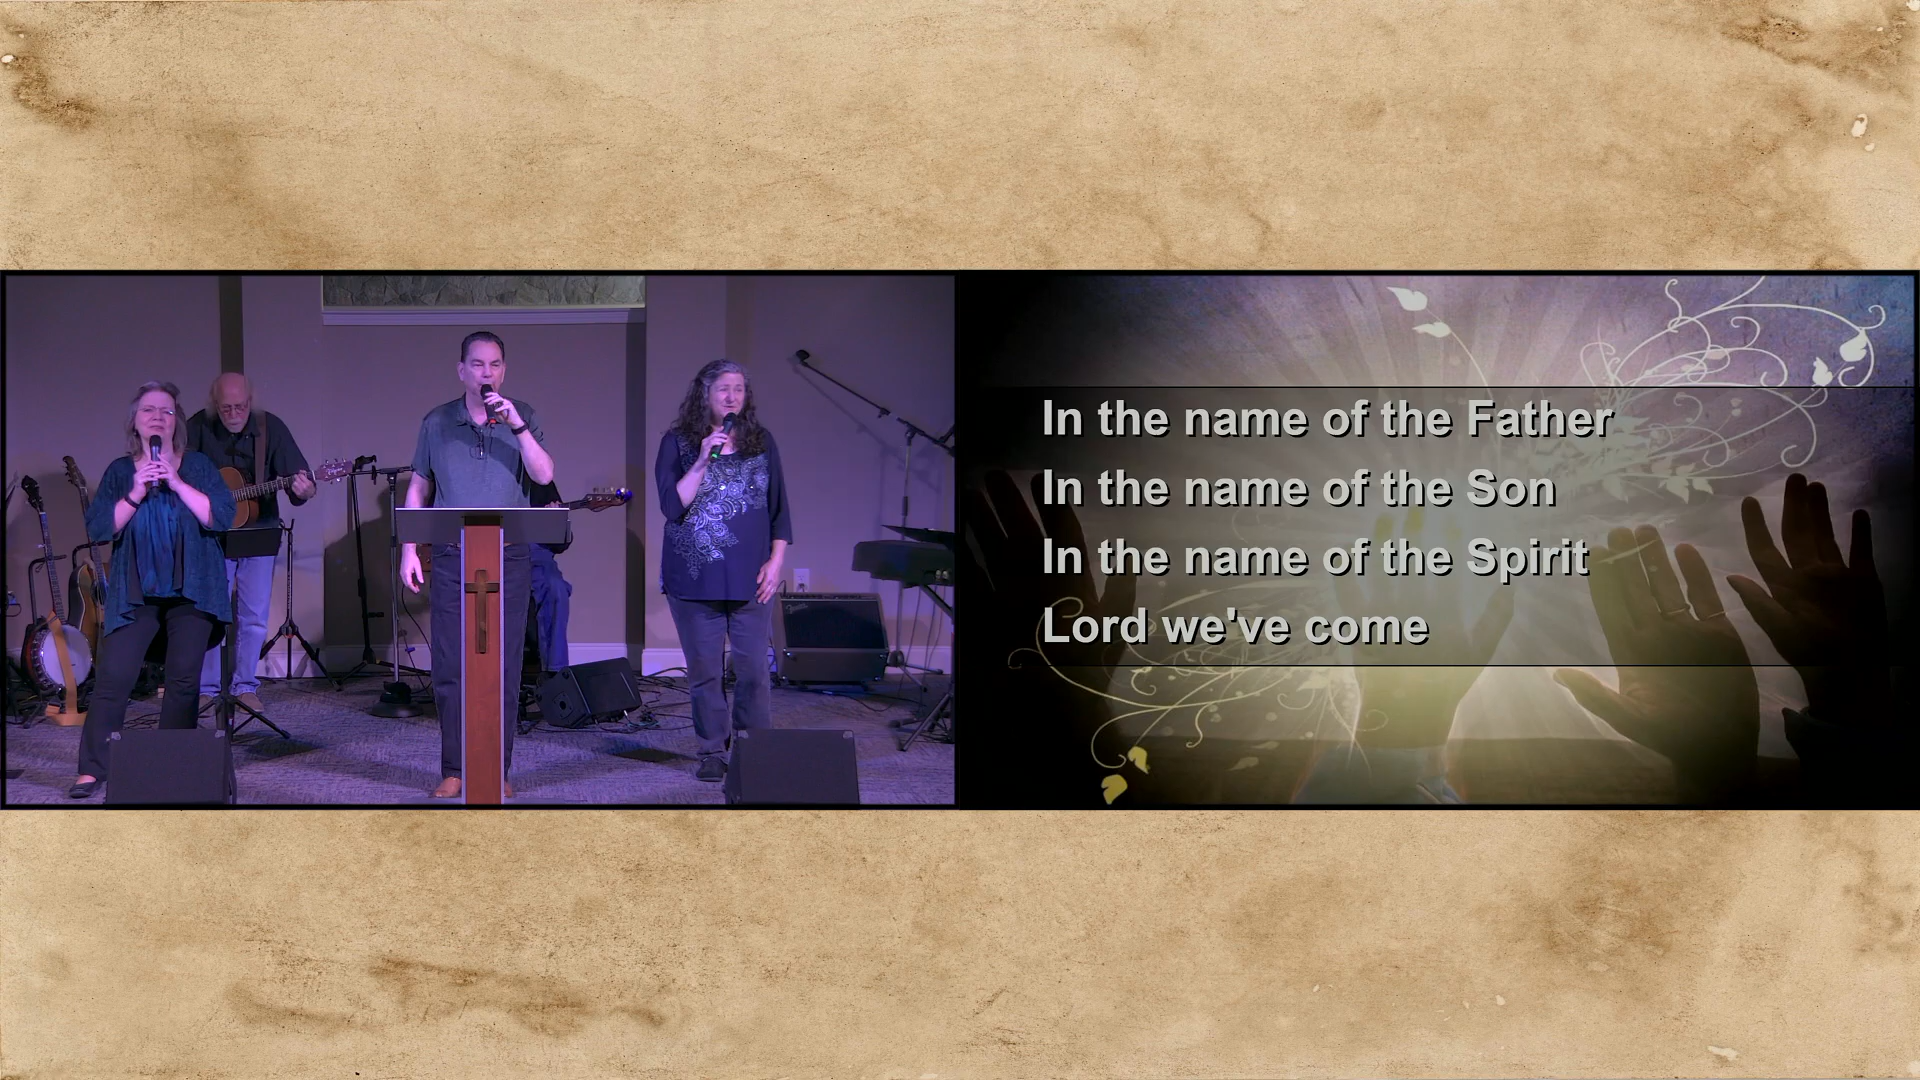 In the name of the Father
In the name of the Son
In the name of the Spirit
Lord we've come